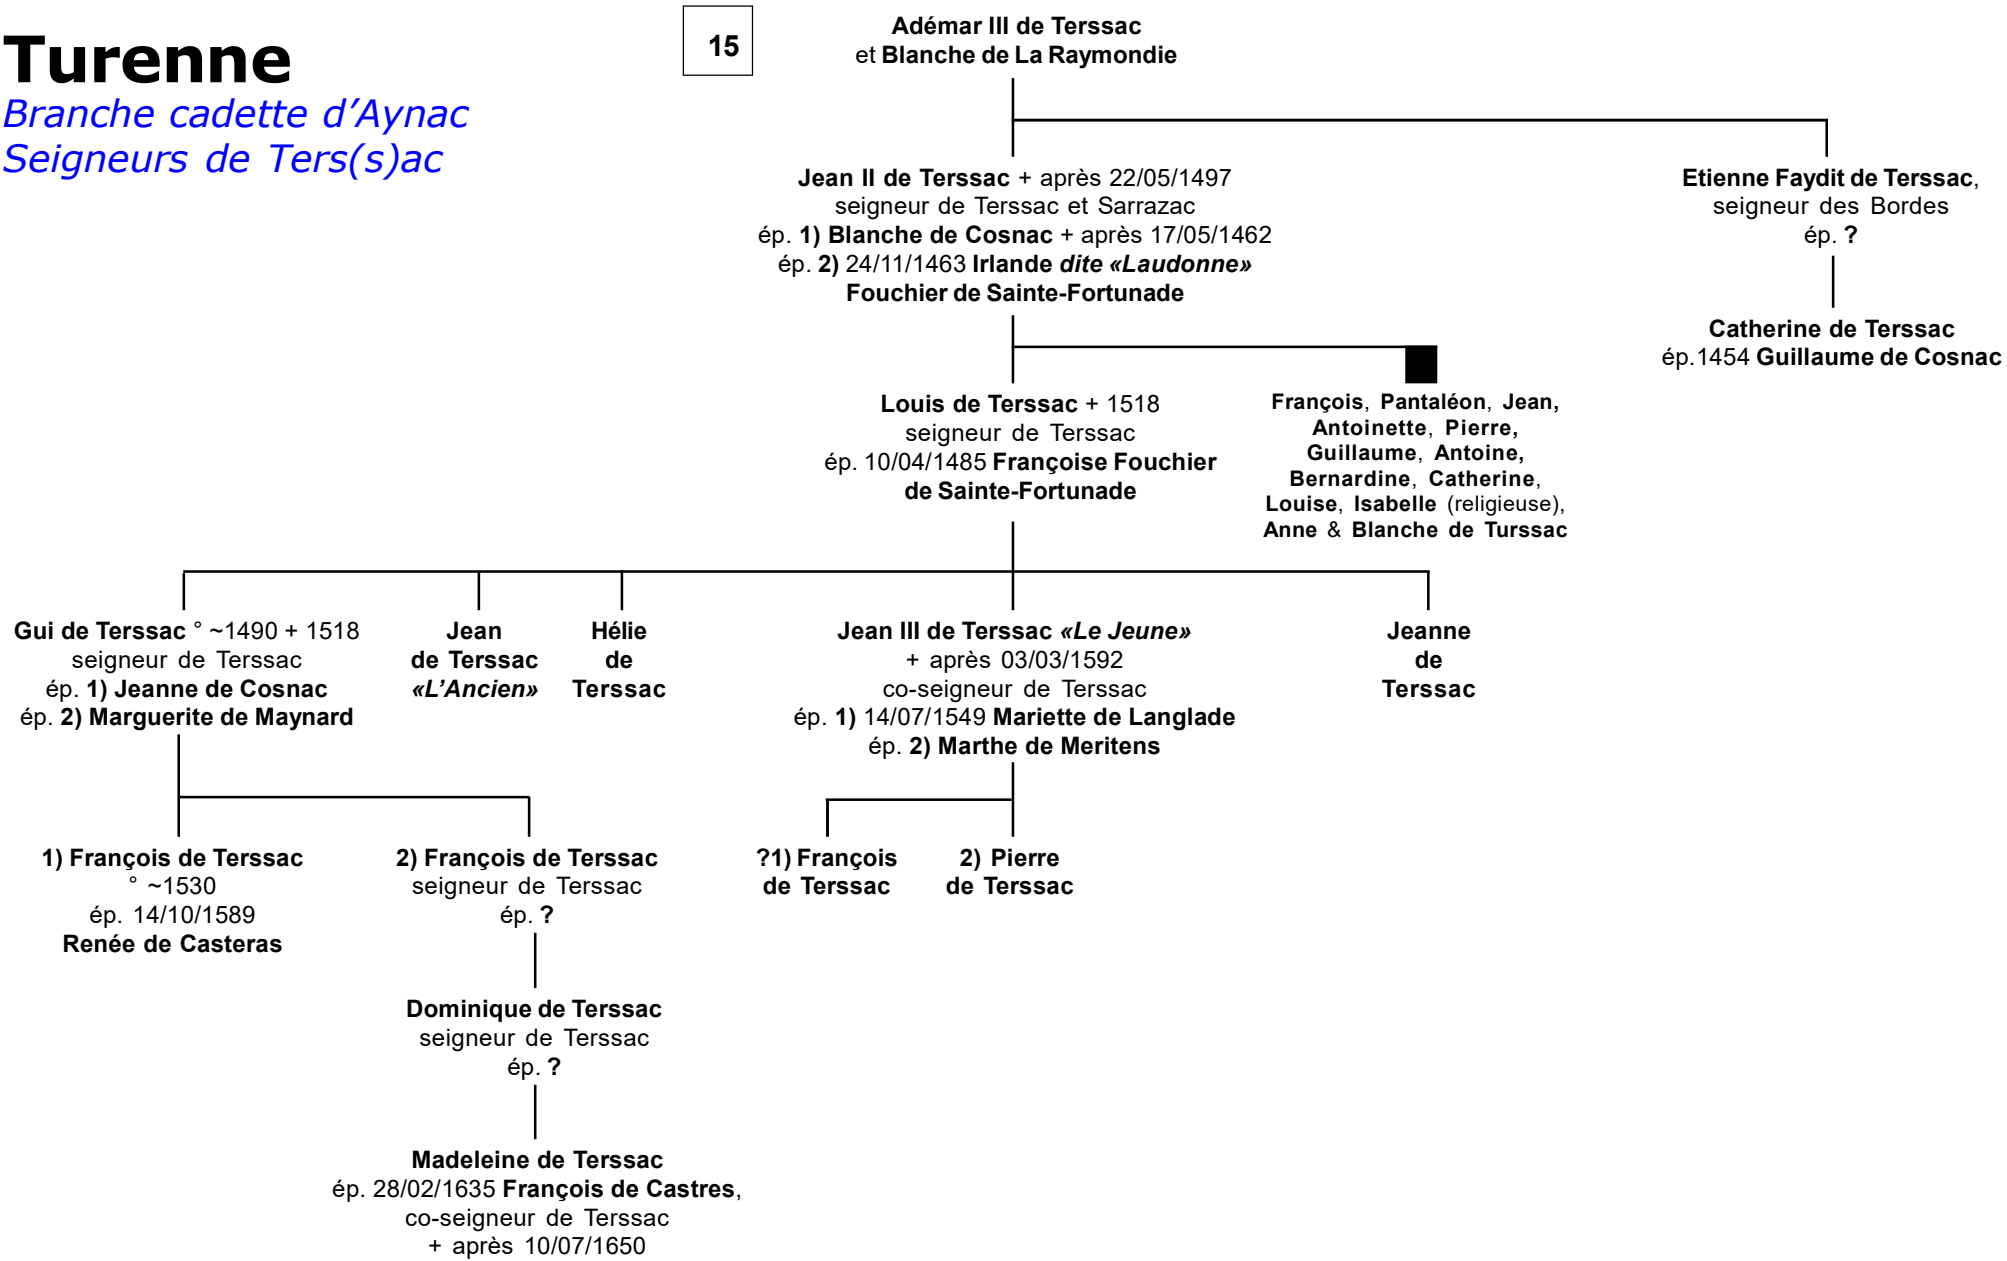 Turenne
Branche cadette d'Aynac
Seigneurs de Ters(s)ac
15
Adémar III de Terssac
et Blanche de La Raymondie
Jean II de Terssac + après 22/05/1497
seigneur de Terssac et Sarrazac
ép. 1) Blanche de Cosnac + après 17/05/1462
ép. 2) 24/11/1463 Irlande dite «Laudonne»
Fouchier de Sainte-Fortunade
Etienne Faydit de Terssac,
seigneur des Bordes
ép. ?
Catherine de Terssac
ép.1454 Guillaume de Cosnac
Louis de Terssac + 1518
seigneur de Terssac
ép. 10/04/1485 Françoise Fouchier
de Sainte-Fortunade
François, Pantaléon, Jean,
Antoinette, Pierre,
Guillaume, Antoine,
Bernardine, Catherine,
Louise, Isabelle (religieuse),
Anne & Blanche de Turssac
Gui de Terssac ° ~1490 + 1518
seigneur de Terssac
ép. 1) Jeanne de Cosnac
ép. 2) Marguerite de Maynard
Jean
de Terssac
«L'Ancien»
Hélie
de
Terssac
Jean III de Terssac «Le Jeune»
+ après 03/03/1592
co-seigneur de Terssac
ép. 1) 14/07/1549 Mariette de Langlade
ép. 2) Marthe de Meritens
Jeanne
de
Terssac
1) François de Terssac
° ~1530
ép. 14/10/1589
Renée de Casteras
2) François de Terssac
seigneur de Terssac
ép. ?
?1) François
de Terssac
2) Pierre
de Terssac
Dominique de Terssac
seigneur de Terssac
ép. ?
Madeleine de Terssac
ép. 28/02/1635 François de Castres,
co-seigneur de Terssac
+ après 10/07/1650